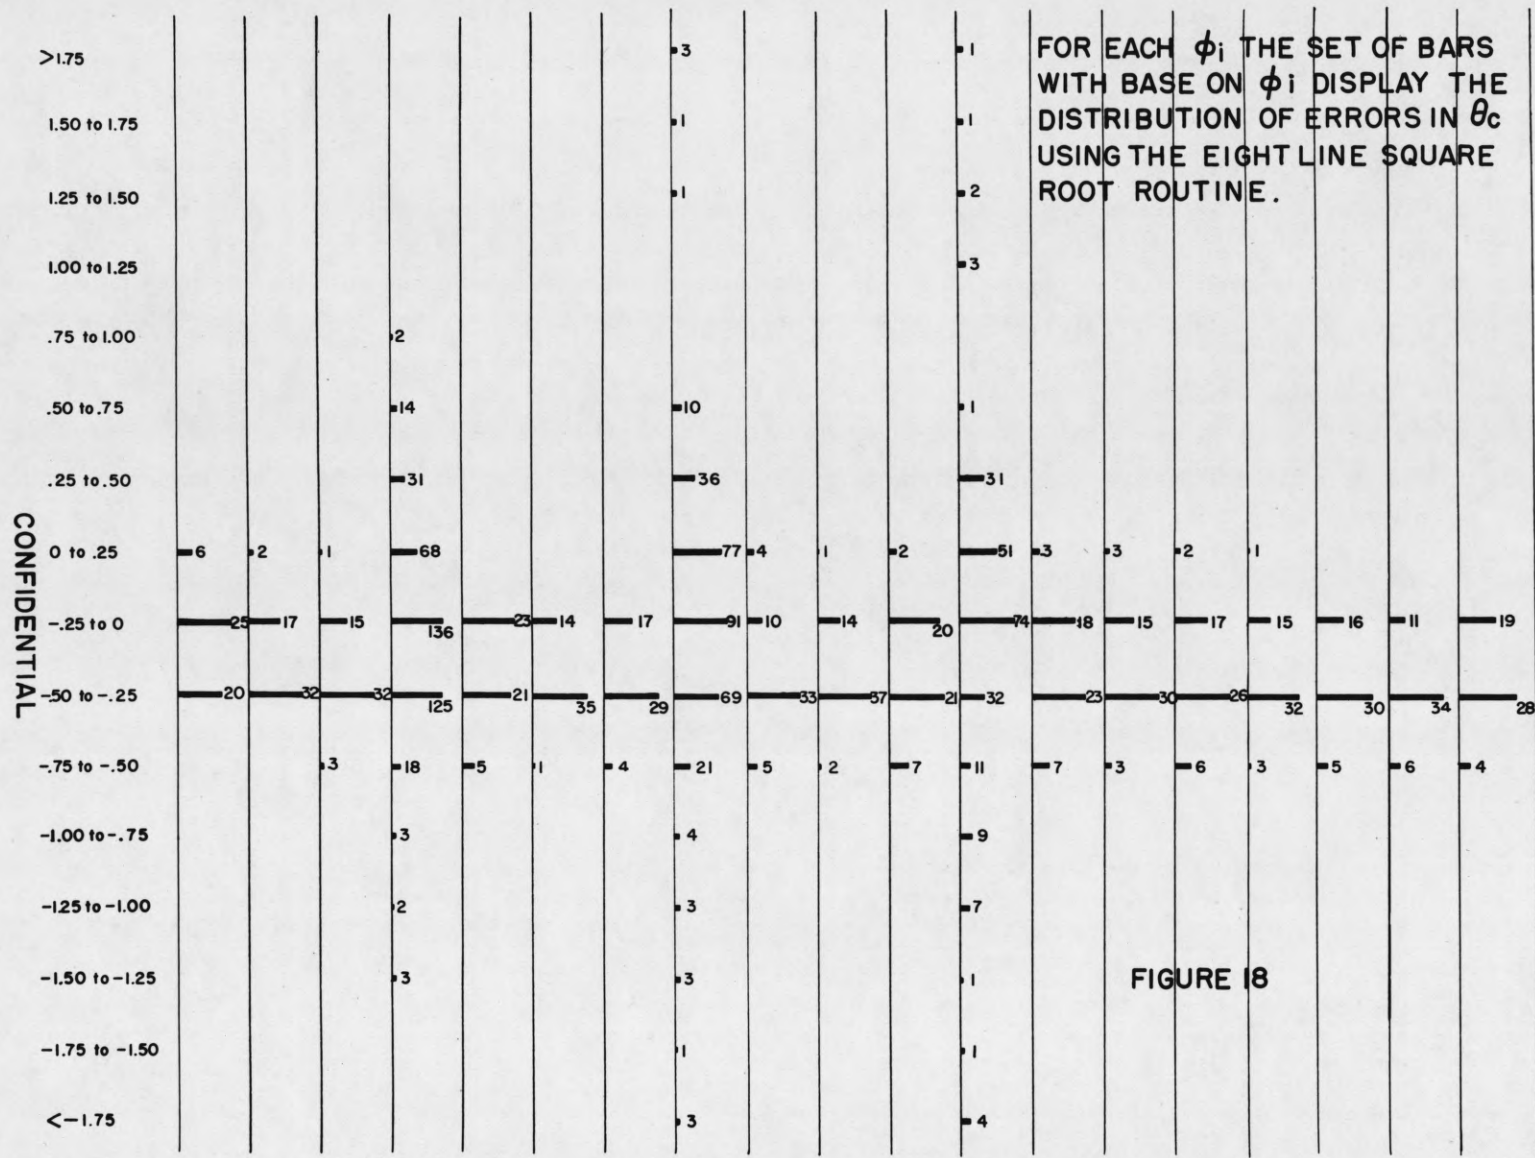 FOR EACH ϕi THE SET OF BARS
WITH BASE ON ϕi DISPLAY THE
DISTRIBUTION OF ERRORS IN θc
USING THE EIGHT LINE SQUARE
ROOT ROUTINE.
>1.75 3 1
1.50 to 1.75 1 1
1.25 to 1.50 1 2
1.00 to 1.25 3
.75 to 1.00 2
.50 to .75 14 10 1
.25 to .50 31 36 31
0 to .25 6 2 1 68 77 4 1 2 51 3 3 2 1
-.25 to 0 25 17 15 136 23 14 17 91 10 14 20 74 18 15 17 15 16 11 19
-.50 to -.25 20 32 32 125 21 35 29 69 33 37 21 32 23 30 26 32 30 34 28
-.75 to -.50 3 18 5 1 4 21 5 2 7 11 7 3 6 3 5 6 4
-1.00 to -.75 3 4 9
-1.25 to -1.00 2 3 7
-1.50 to -1.25 3 3 1
-1.75 to -1.50 1 1
<-1.75 3 4
CONFIDENTIAL
FIGURE 18